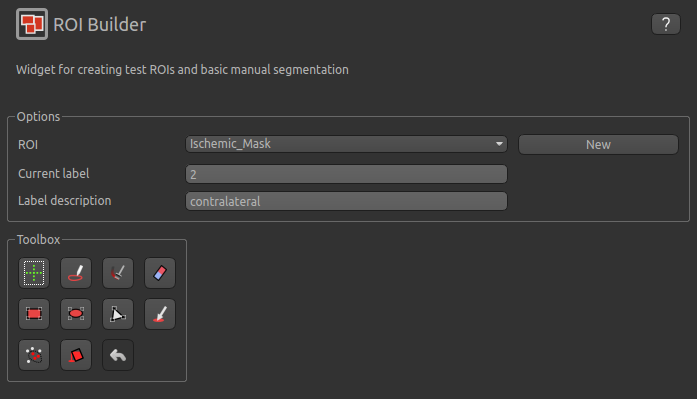 ROI Builder
?
Widget for creating test ROIs and basic manual segmentation
Options
ROI Ischemic_Mask New
Current label 2
Label description contralateral
Toolbox